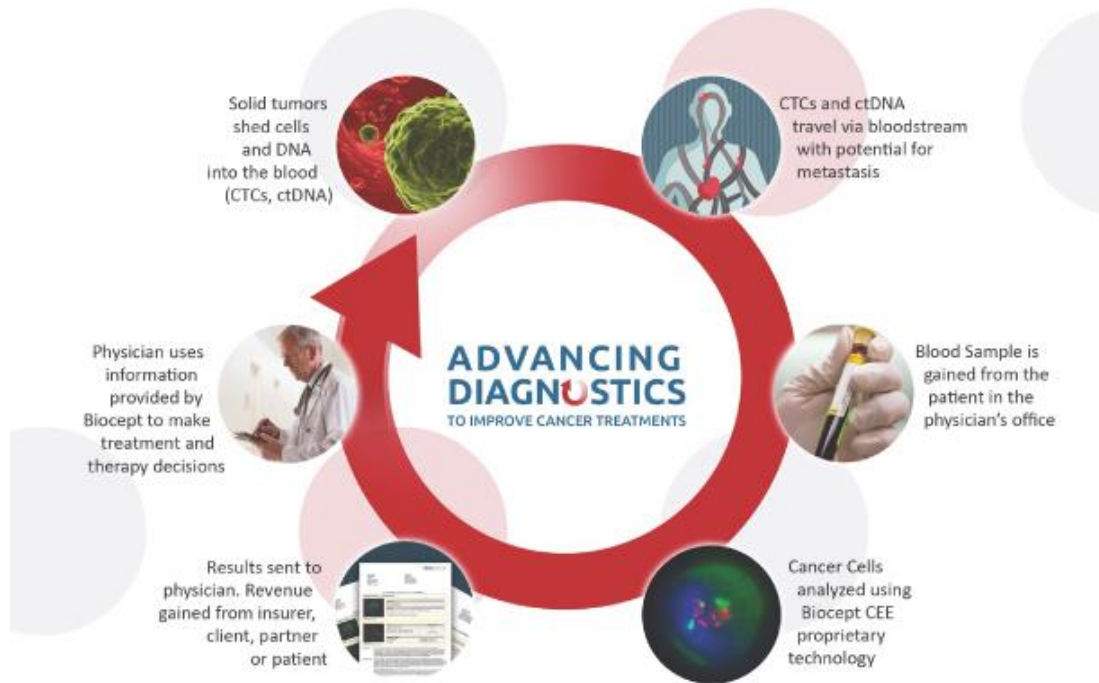 Solid tumors
shed cells
and DNA
into the blood
(CTCs, ctDNA)
CTCs and ctDNA
travel via bloodstream
with potential for
metastasis
Blood Sample is
gained from the
patient in the
physician's office
Cancer Cells
analyzed using
Biocept CEE
proprietary
technology
Results sent to
physician. Revenue
gained from insurer,
client, partner
or patient
Physician uses
information
provided by
Biocept to make
treatment and
therapy decisions
ADVANCING
DIAGNOSTICS
TO IMPROVE CANCER TREATMENTS